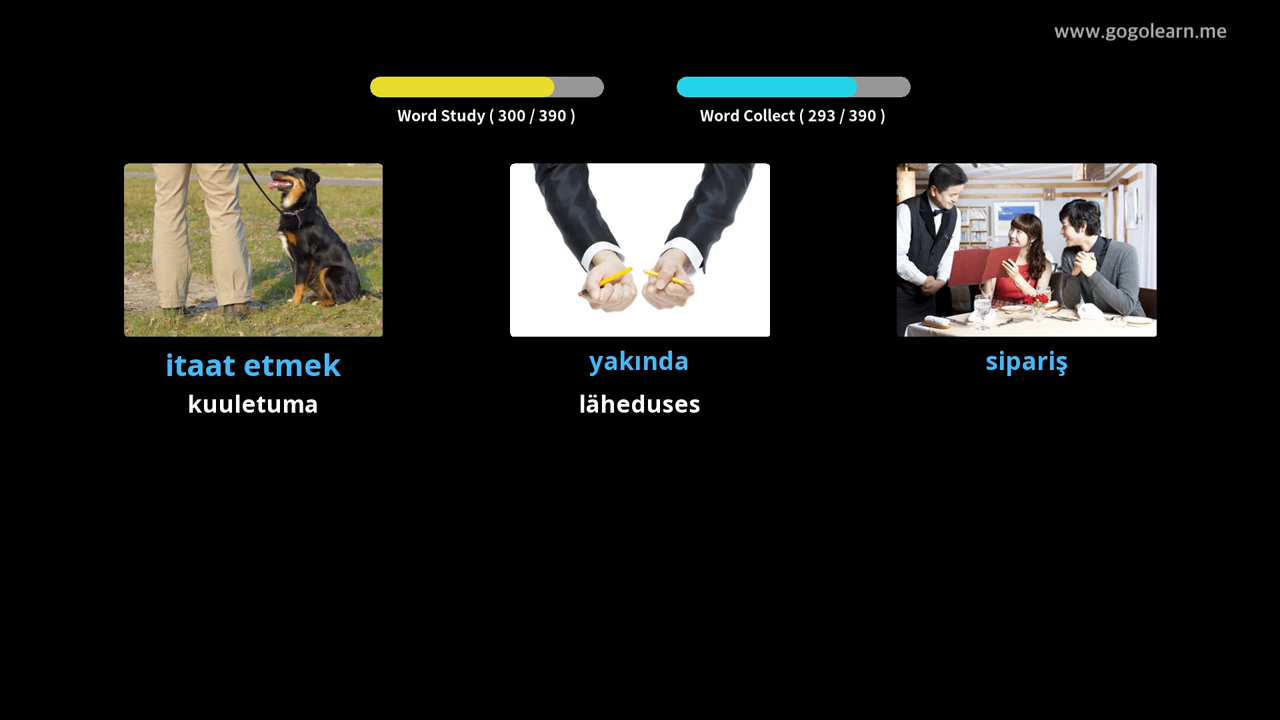 www.gogolearn.me
Word Study ( 300 / 390 )
Word Collect ( 293 / 390 )
itaat etmek
kuuletuma
yakında
läheduses
sipariş